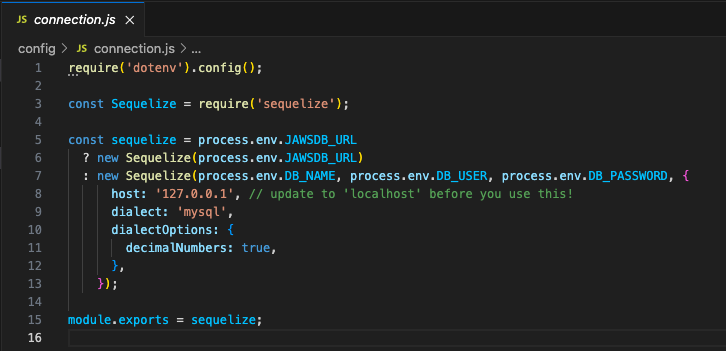 JS connection.js ×
config > JS connection.js > ...
1 require('dotenv').config();
2
3 const Sequelize = require('sequelize');
4
5 const sequelize = process.env.JAWSDB_URL
6   ? new Sequelize(process.env.JAWSDB_URL)
7   : new Sequelize(process.env.DB_NAME, process.env.DB_USER, process.env.DB_PASSWORD, {
8       host: '127.0.0.1', // update to 'localhost' before you use this!
9       dialect: 'mysql',
10       dialectOptions: {
11         decimalNumbers: true,
12       },
13     });
14
15 module.exports = sequelize;
16